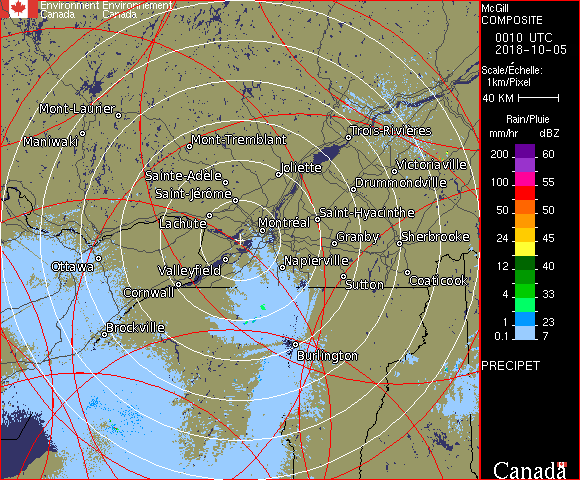 Environment Environnement
Canada Canada
McGill
COMPOSITE
0010 UTC
2018-10-05
Scale/Échelle:
1km/Pixel
40 KM
Rain/Pluie
mm/hr dBZ
200 60
100 55
50 50
24 45
12 40
4 33
1 23
0.1 7
PRECIPET
Canada
Mont-Laurier
Maniwaki
Mont-Tremblant
Trois-Rivières
Sainte-Adèle
Joliette
Victoriaville
Saint-Jérôme
Drummondville
Lachute
Montréal
Saint-Hyacinthe
Granby
Sherbrooke
Ottawa
Valleyfield
Napierville
Cornwall
Sutton
Coaticook
Brockville
Burlington